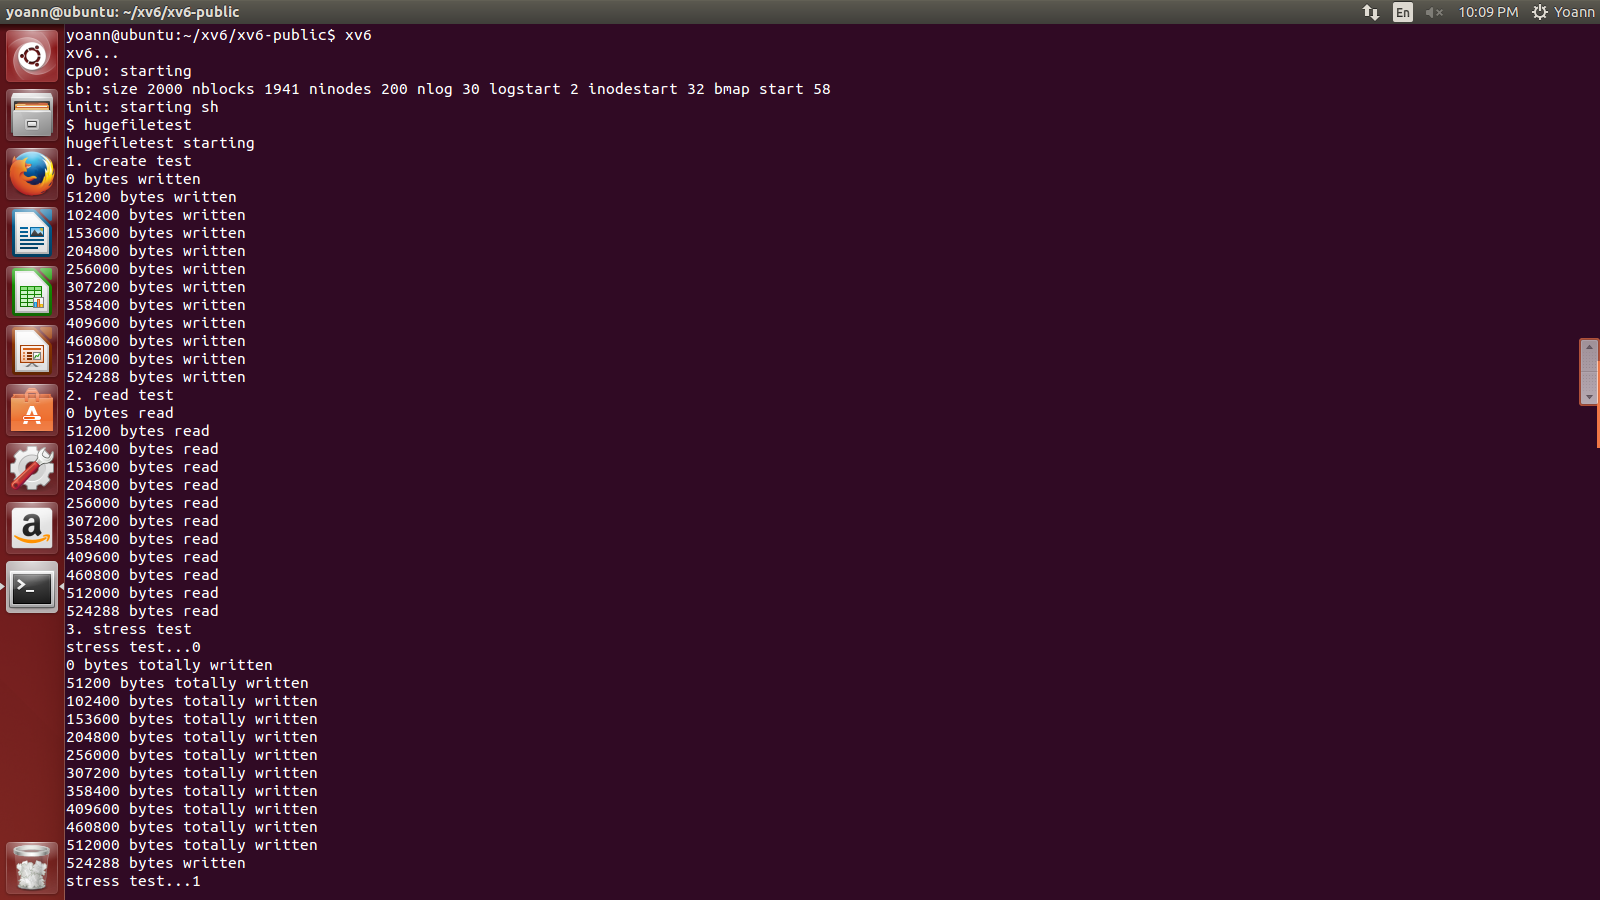 yoann@ubuntu: ~/xv6/xv6-public
En
10:09 PM
Yoann
yoann@ubuntu:~/xv6/xv6-public$ xv6
xv6...
cpu0: starting
sb: size 2000 nblocks 1941 ninodes 200 nlog 30 logstart 2 inodestart 32 bmap start 58
init: starting sh
$ hugefiletest
hugefiletest starting
1. create test
0 bytes written
51200 bytes written
102400 bytes written
153600 bytes written
204800 bytes written
256000 bytes written
307200 bytes written
358400 bytes written
409600 bytes written
460800 bytes written
512000 bytes written
524288 bytes written
2. read test
0 bytes read
51200 bytes read
102400 bytes read
153600 bytes read
204800 bytes read
256000 bytes read
307200 bytes read
358400 bytes read
409600 bytes read
460800 bytes read
512000 bytes read
524288 bytes read
3. stress test
stress test...0
0 bytes totally written
51200 bytes totally written
102400 bytes totally written
153600 bytes totally written
204800 bytes totally written
256000 bytes totally written
307200 bytes totally written
358400 bytes totally written
409600 bytes totally written
460800 bytes totally written
512000 bytes totally written
524288 bytes written
stress test...1